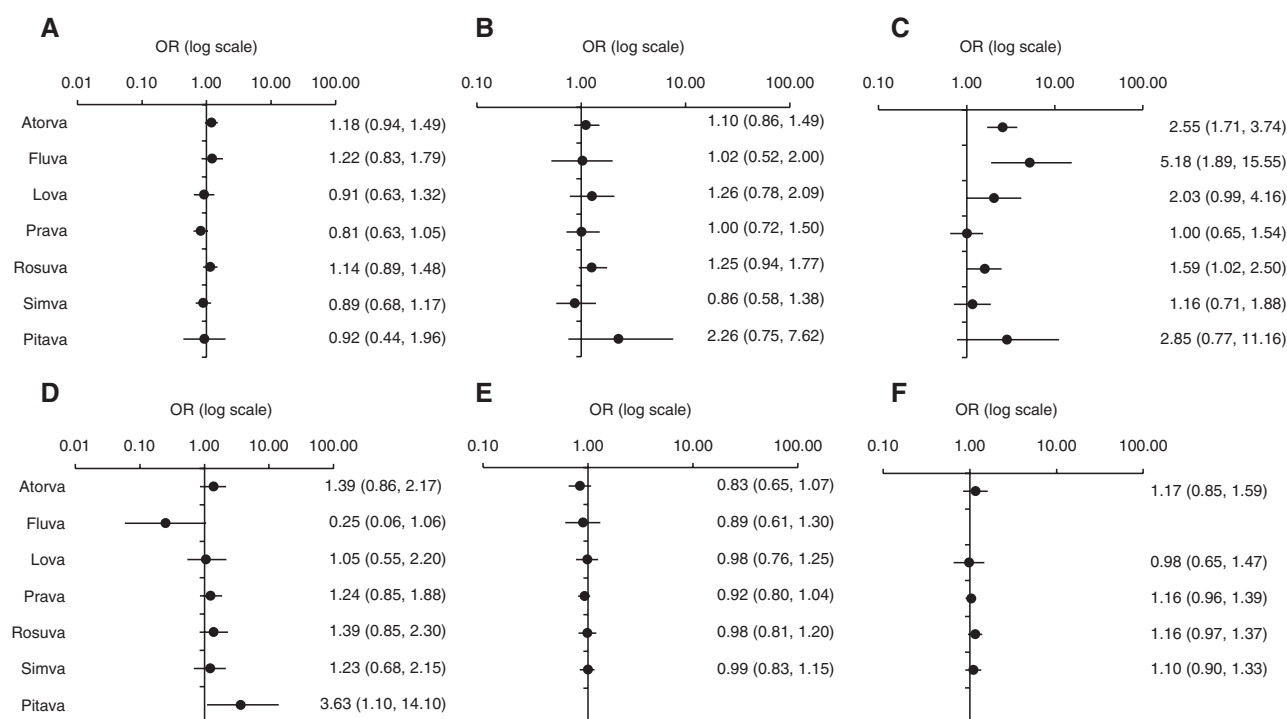 A
OR (log scale)
0.01 0.10 1.00 10.00 100.00
Atorva 1.18 (0.94, 1.49)
Fluva 1.22 (0.83, 1.79)
Lova 0.91 (0.63, 1.32)
Prava 0.81 (0.63, 1.05)
Rosuva 1.14 (0.89, 1.48)
Simva 0.89 (0.68, 1.17)
Pitava 0.92 (0.44, 1.96)
B
OR (log scale)
0.10 1.00 10.00 100.00
1.10 (0.86, 1.49)
1.02 (0.52, 2.00)
1.26 (0.78, 2.09)
1.00 (0.72, 1.50)
1.25 (0.94, 1.77)
0.86 (0.58, 1.38)
2.26 (0.75, 7.62)
C
OR (log scale)
0.10 1.00 10.00 100.00
2.55 (1.71, 3.74)
5.18 (1.89, 15.55)
2.03 (0.99, 4.16)
1.00 (0.65, 1.54)
1.59 (1.02, 2.50)
1.16 (0.71, 1.88)
2.85 (0.77, 11.16)
D
OR (log scale)
0.01 0.10 1.00 10.00 100.00
Atorva 1.39 (0.86, 2.17)
Fluva 0.25 (0.06, 1.06)
Lova 1.05 (0.55, 2.20)
Prava 1.24 (0.85, 1.88)
Rosuva 1.39 (0.85, 2.30)
Simva 1.23 (0.68, 2.15)
Pitava 3.63 (1.10, 14.10)
E
OR (log scale)
0.10 1.00 10.00 100.00
0.83 (0.65, 1.07)
0.89 (0.61, 1.30)
0.98 (0.76, 1.25)
0.92 (0.80, 1.04)
0.98 (0.81, 1.20)
0.99 (0.83, 1.15)
F
OR (log scale)
0.10 1.00 10.00 100.00
1.17 (0.85, 1.59)
0.98 (0.65, 1.47)
1.16 (0.96, 1.39)
1.16 (0.97, 1.37)
1.10 (0.90, 1.33)